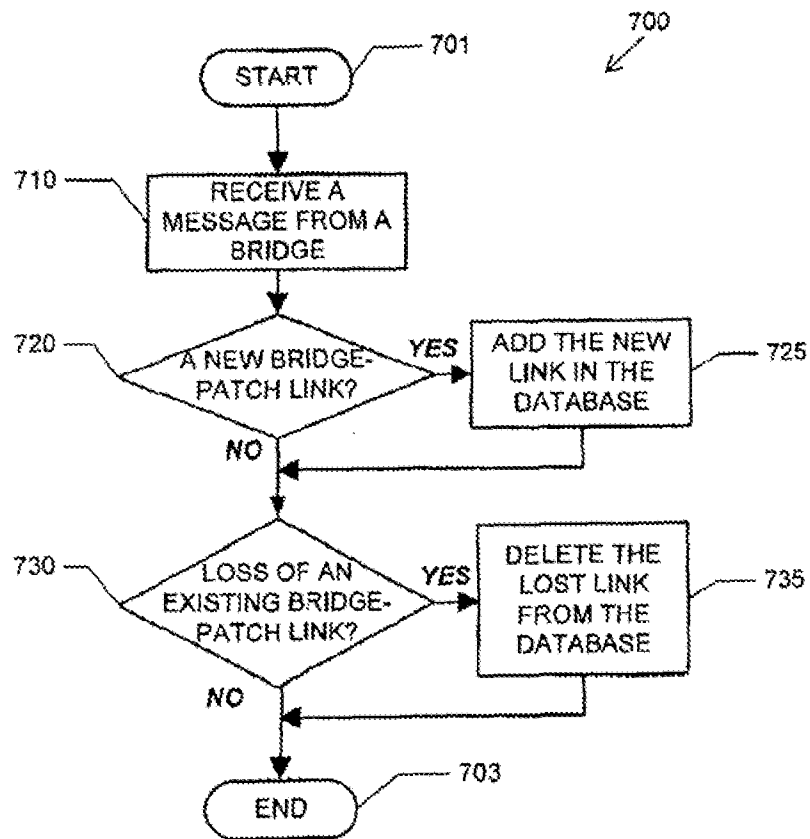 700
701
START
710
RECEIVE A
MESSAGE FROM A
BRIDGE
720
A NEW BRIDGE-
PATCH LINK?
YES
ADD THE NEW
LINK IN THE
DATABASE
725
NO
730
LOSS OF AN
EXISTING BRIDGE-
PATCH LINK?
YES
DELETE THE
LOST LINK
FROM THE
DATABASE
735
NO
END
703